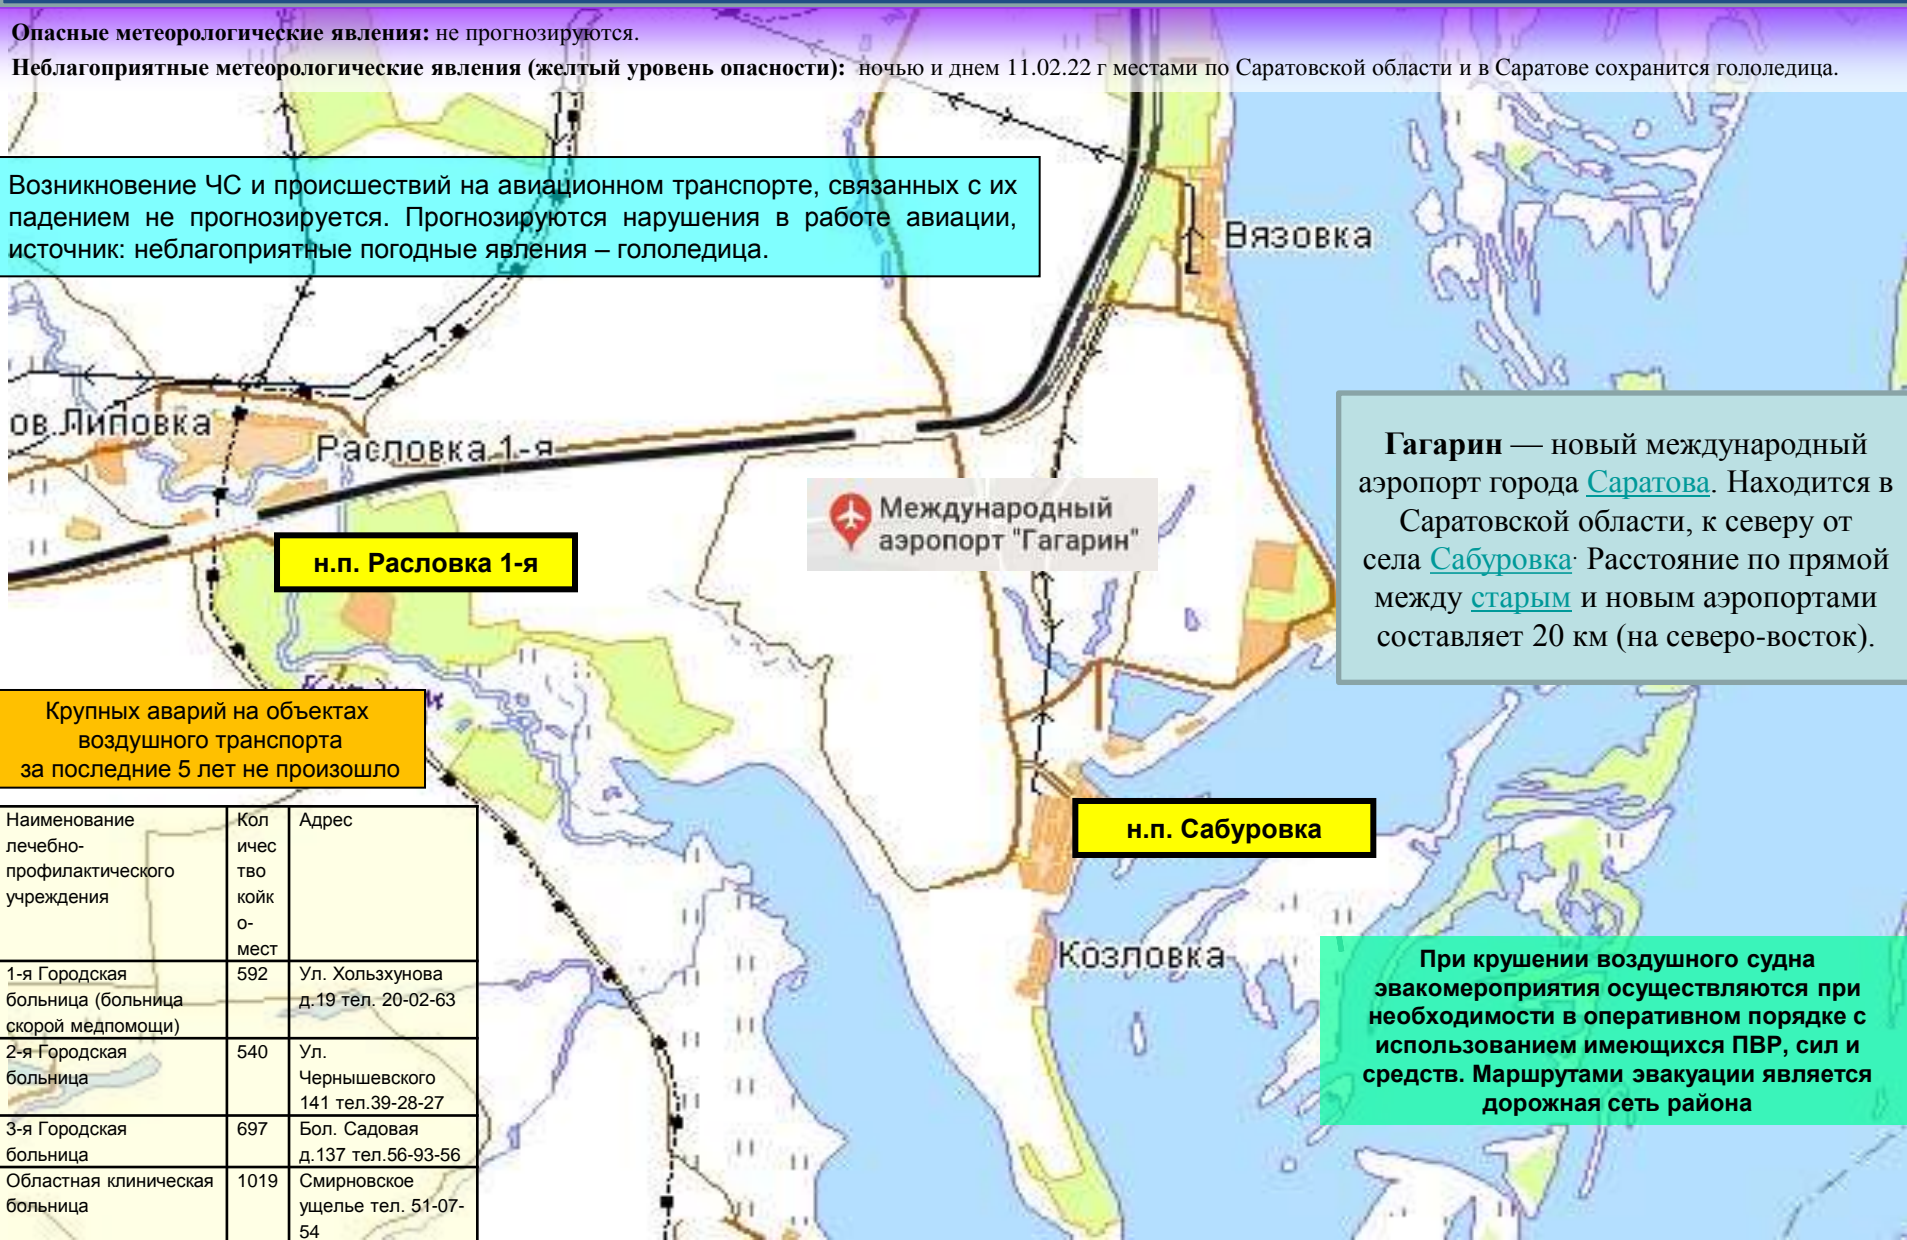 Опасные метеорологические явления: не прогнозируются.
Неблагоприятные метеорологические явления (желтый уровень опасности): ночью и днем 11.02.22 г местами по Саратовской области и в Саратове сохранится гололедица.
Возникновение ЧС и происшествий на авиационном транспорте, связанных с их
падением не прогнозируется. Прогнозируются нарушения в работе авиации,
источник: неблагоприятные погодные явления – гололедица.
Вязовка
ов.Липовка
Расловка 1-я
Международный
аэропорт "Гагарин"
Гагарин — новый международный
аэропорт города Саратова. Находится в
Саратовской области, к северу от
села Сабуровка. Расстояние по прямой
между старым и новым аэропортами
составляет 20 км (на северо-восток).
н.п. Расловка 1-я
Крупных аварий на объектах
воздушного транспорта
за последние 5 лет не произошло
н.п. Сабуровка
Козловка
При крушении воздушного судна
эвакомероприятия осуществляются при
необходимости в оперативном порядке с
использованием имеющихся ПВР, сил и
средств. Маршрутами эвакуации является
дорожная сеть района
Наименование
лечебно-
профилактического
учреждения
Кол
ичес
тво
койк
о-
мест
Адрес
1-я Городская
больница (больница
скорой медпомощи)
592
Ул. Хользхунова
д.19 тел. 20-02-63
2-я Городская
больница
540
Ул.
Чернышевского
141 тел.39-28-27
3-я Городская
больница
697
Бол. Садовая
д.137 тел.56-93-56
Областная клиническая
больница
1019
Смирновское
ущелье тел. 51-07-
54